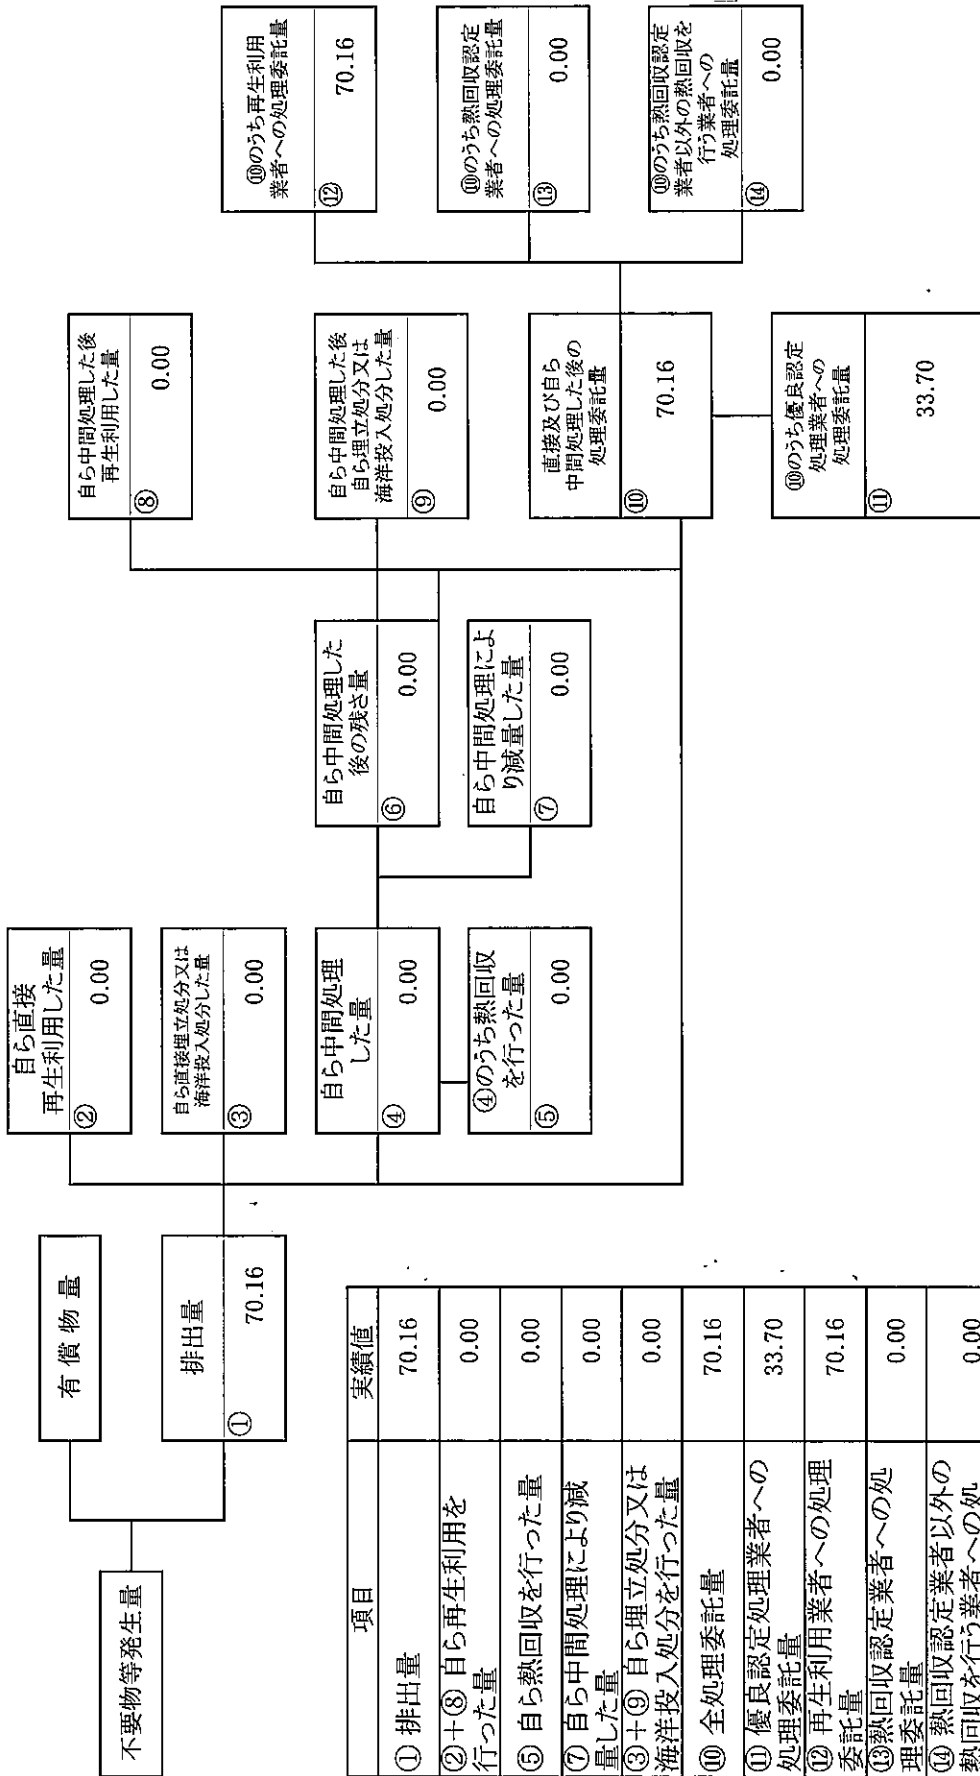 不要物等発生量
有償物量
排出量
①
70.16
自ら直接
再生利用した量
②
0.00
自ら直接埋立処分又は
海洋投入処分した量
③
0.00
自ら中間処理
した量
④
0.00
④のうち熱回収
を行った量
⑤
0.00
自ら中間処理した
後の残さ量
⑥
0.00
自ら中間処理によ
り減量した量
⑦
0.00
自ら中間処理した後
再生利用した量
⑧
0.00
自ら中間処理した後
自ら埋立処分又は
海洋投入処分した量
⑨
0.00
直接及び自ら
中間処理した後の
処理委託量
⑩
70.16
⑩のうち優良認定
処理業者への
処理委託量
⑪
33.70
⑩のうち再生利用
業者への処理委託量
⑫
70.16
⑩のうち熱回収認定
業者への処理委託量
⑬
0.00
⑩のうち熱回収認定
業者以外の熱回収を
行う業者への
処理委託量
⑭
0.00
項目 実績値
① 排出量 70.16
②+⑧ 自ら再生利用を
行った量 0.00
⑤ 自ら熱回収を行った量 0.00
⑦ 自ら中間処理により減
量した量 0.00
③+⑨ 自ら埋立処分又は
海洋投入処分を行った量 0.00
⑩ 全処理委託量 70.16
⑪ 優良認定処理業者への
処理委託量 33.70
⑫ 再生利用業者への処理
委託量 70.16
⑬熱回収認定業者への処
理委託量 0.00
⑭ 熱回収認定業者以外の
熱回収を行う業者への処 0.00